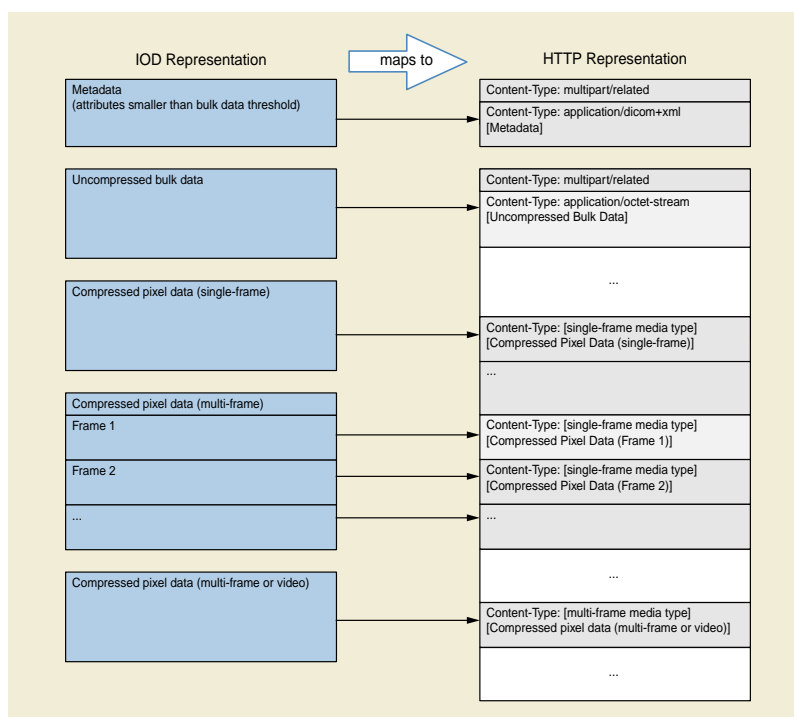 IOD Representation
maps to
HTTP Representation
Metadata
(attributes smaller than bulk data threshold)
Content-Type: multipart/related
Content-Type: application/dicom+xml
[Metadata]
Uncompressed bulk data
Content-Type: multipart/related
Content-Type: application/octet-stream
[Uncompressed Bulk Data]
...
Compressed pixel data (single-frame)
Content-Type: [single-frame media type]
[Compressed Pixel Data (single-frame)]
...
Compressed pixel data (multi-frame)
Frame 1
Content-Type: [single-frame media type]
[Compressed Pixel Data (Frame 1)]
Frame 2
Content-Type: [single-frame media type]
[Compressed Pixel Data (Frame 2)]
...
...
...
Compressed pixel data (multi-frame or video)
Content-Type: [multi-frame media type]
[Compressed pixel data (multi-frame or video)]
...